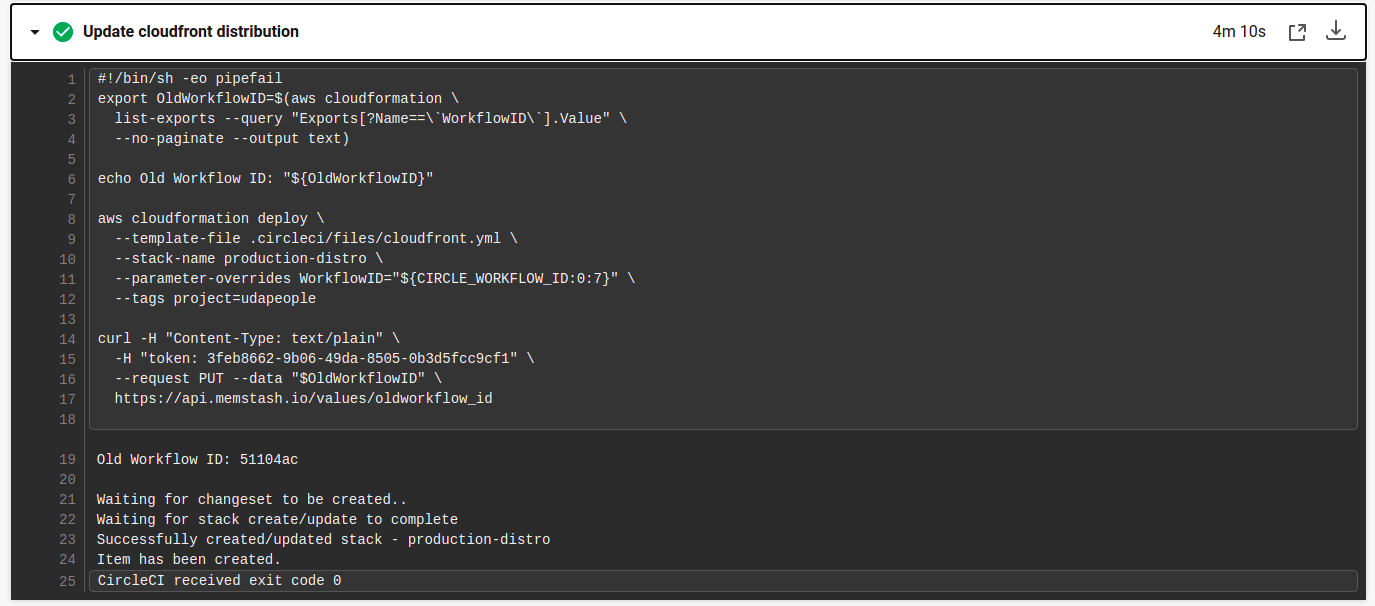 Update cloudfront distribution 4m 10s
1 #!/bin/sh -eo pipefail
2 export OldWorkflowID=$(aws cloudformation \
3   list-exports --query "Exports[?Name==\`WorkflowID\`].Value" \
4   --no-paginate --output text)
5
6 echo Old Workflow ID: "${OldWorkflowID}"
7
8 aws cloudformation deploy \
9   --template-file .circleci/files/cloudfront.yml \
10   --stack-name production-distro \
11   --parameter-overrides WorkflowID="${CIRCLE_WORKFLOW_ID:0:7}" \
12   --tags project=udapeople
13
14 curl -H "Content-Type: text/plain" \
15   -H "token: 3feb8662-9b06-49da-8505-0b3d5fcc9cf1" \
16   --request PUT --data "$OldWorkflowID" \
17   https://api.memstash.io/values/oldworkflow_id
18
19 Old Workflow ID: 51104ac
20
21 Waiting for changeset to be created..
22 Waiting for stack create/update to complete
23 Successfully created/updated stack - production-distro
24 Item has been created.
25 CircleCI received exit code 0